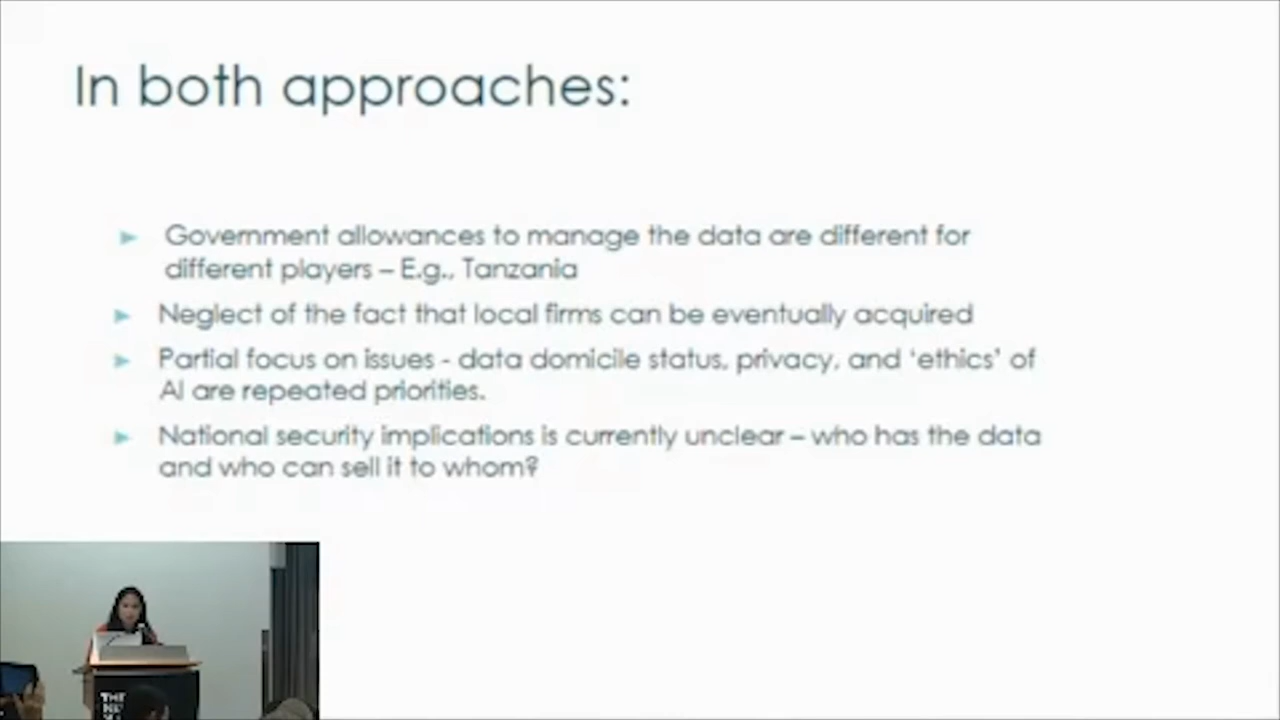 In both approaches:
Government allowances to manage the data are different for
different players – E.g., Tanzania
Neglect of the fact that local firms can be eventually acquired
Partial focus on issues - data domicile status, privacy, and ‘ethics’ of
AI are repeated priorities.
National security implications is currently unclear – who has the data
and who can sell it to whom?
THE